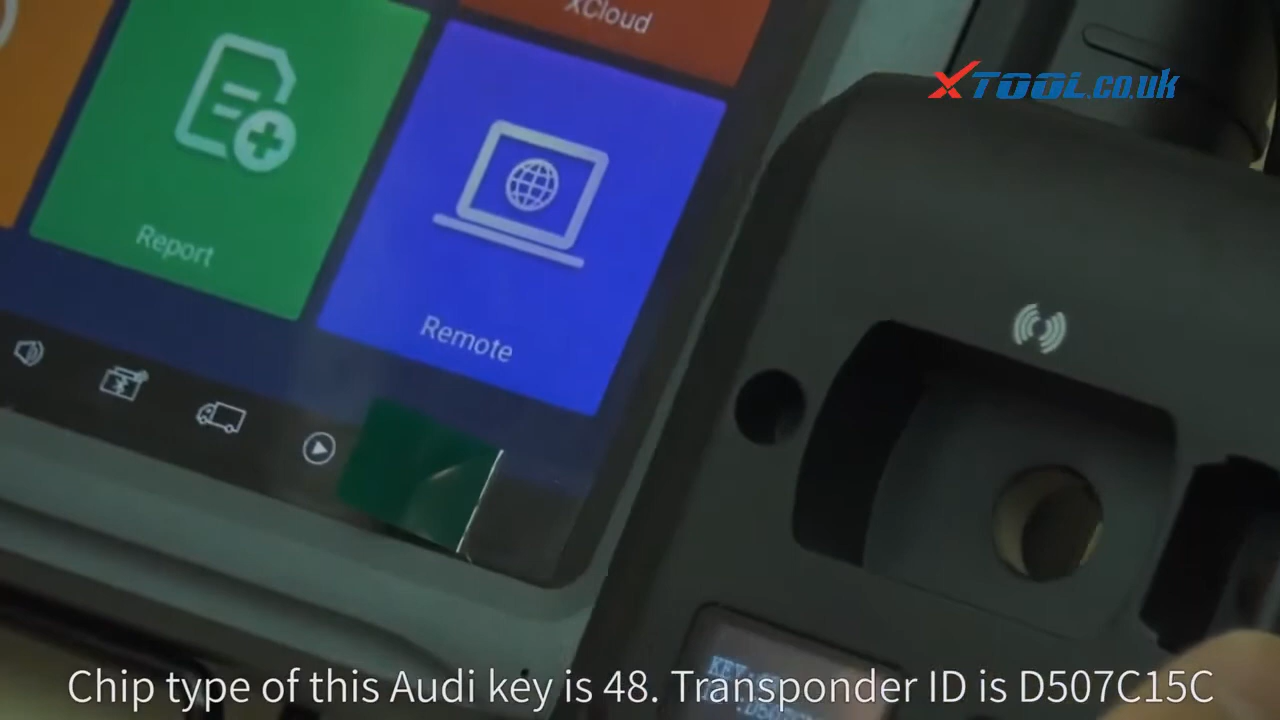 XCloud
XTOOL.co.uk
Report
Remote
Chip type of this Audi key is 48. Transponder ID is D507C15C